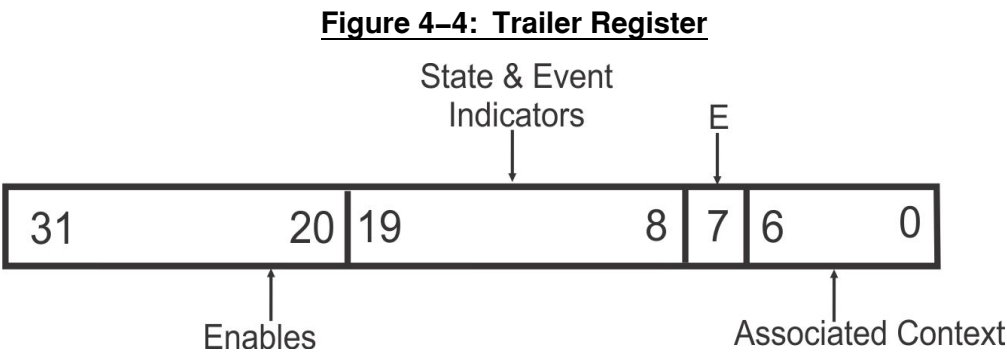 Figure 4–4: Trailer Register
State & Event
Indicators
E
31 20 19 8 7 6 0
Enables
Associated Context